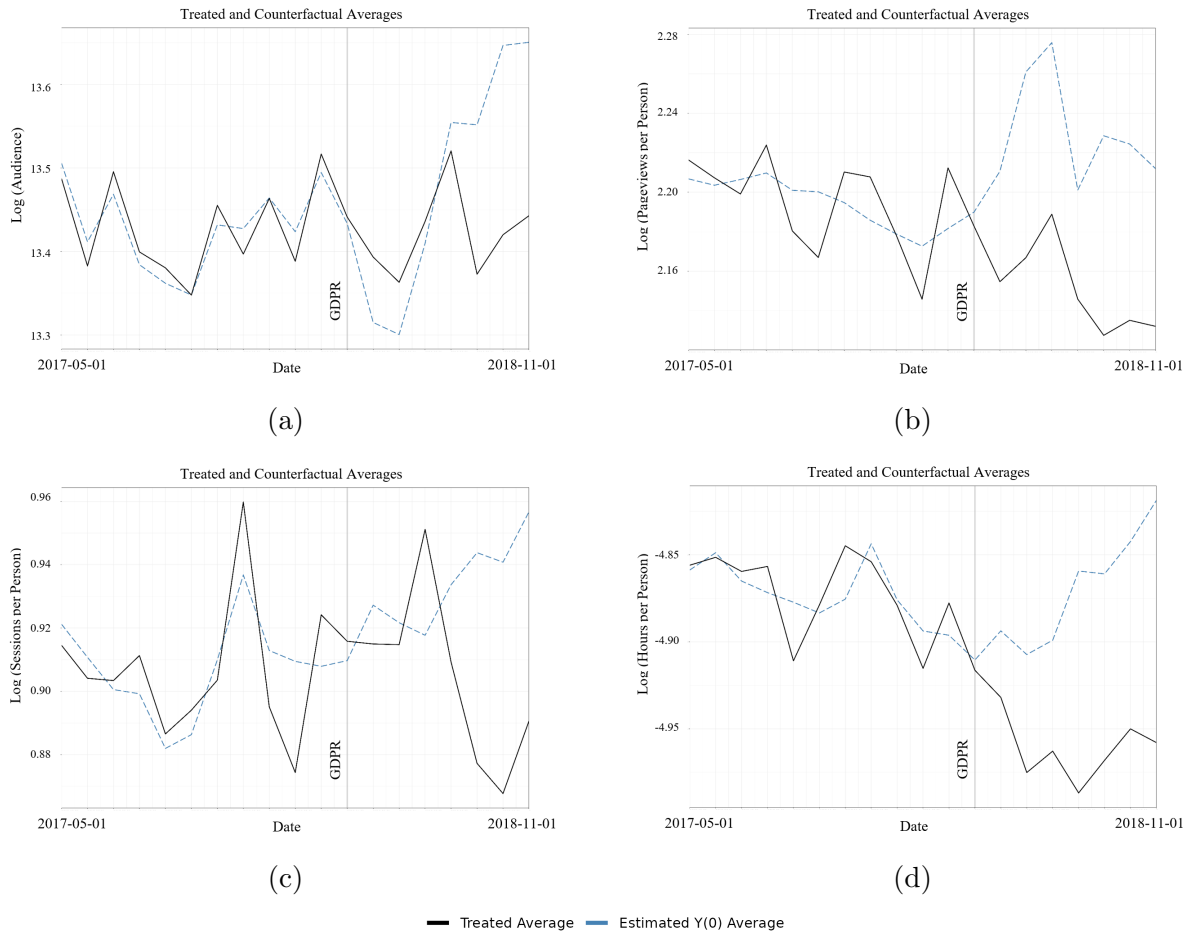 Treated and Counterfactual Averages
Log (Audience)
13.6
13.5
13.4
13.3
GDPR
2017-05-01
Date
2018-11-01
(a)
Treated and Counterfactual Averages
Log (Pageviews per Person)
2.28
2.24
2.20
2.16
GDPR
2017-05-01
Date
2018-11-01
(b)
Treated and Counterfactual Averages
Log (Sessions per Person)
0.96
0.94
0.92
0.90
0.88
GDPR
2017-05-01
Date
2018-11-01
(c)
Treated and Counterfactual Averages
Log (Hours per Person)
-4.85
-4.90
-4.95
GDPR
2017-05-01
Date
2018-11-01
(d)
Treated Average
Estimated Y(0) Average